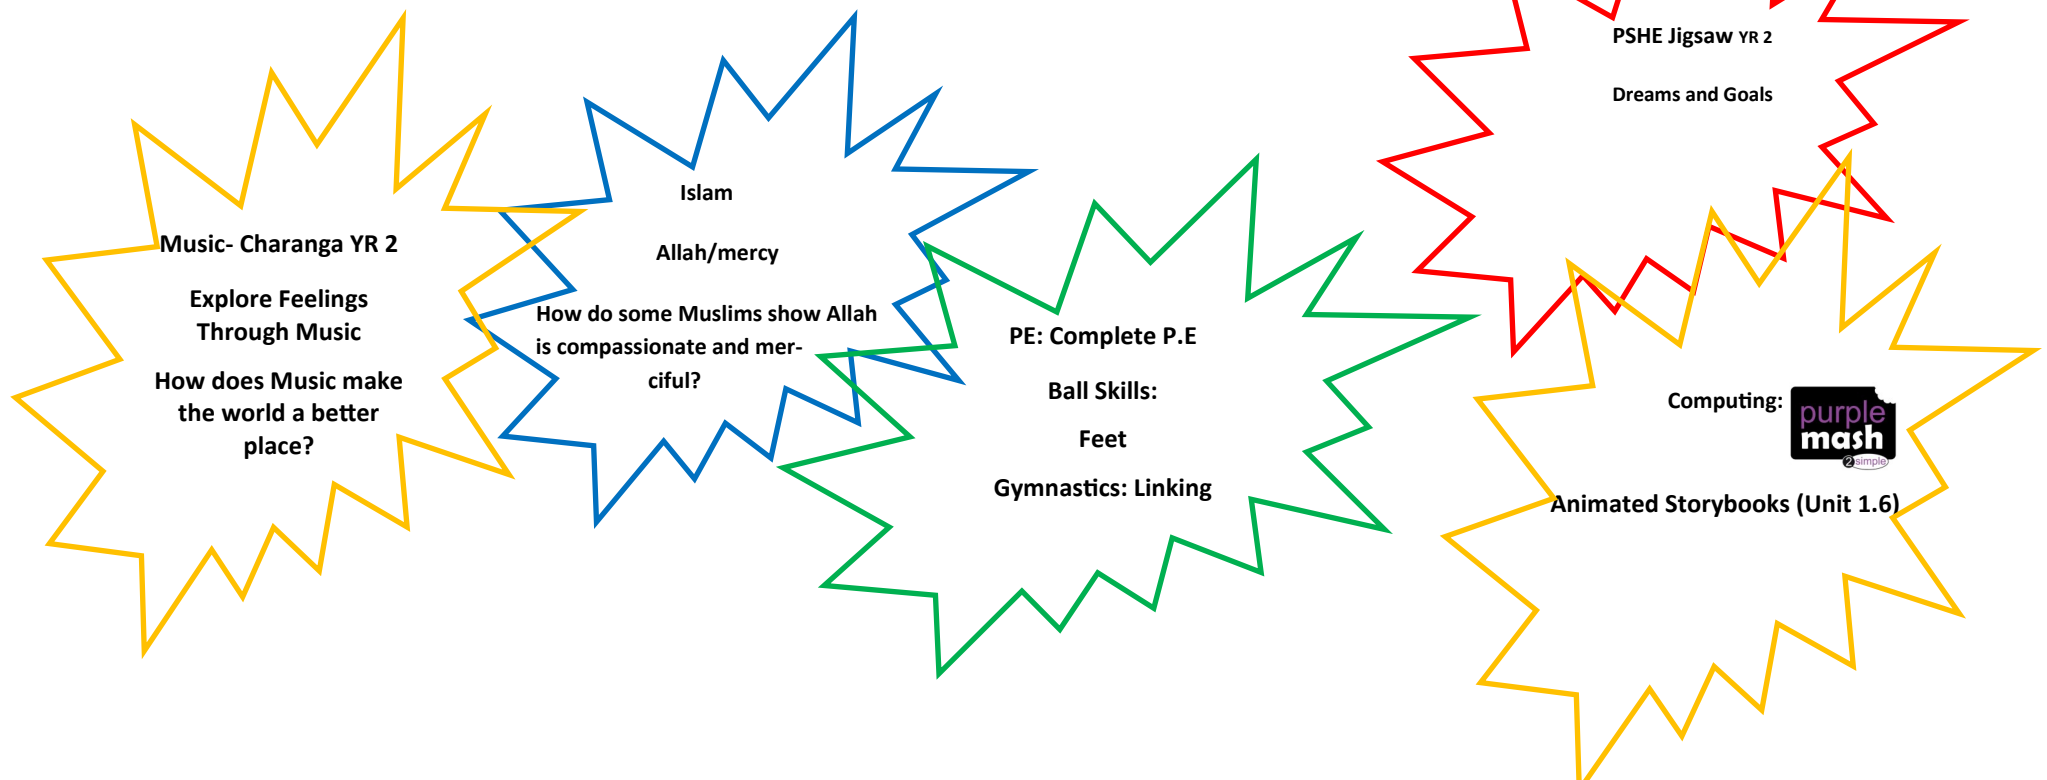 Music- Charanga YR 2
Explore Feelings
Through Music
How does Music make
the world a better
place?
Islam
Allah/mercy
How do some Muslims show Allah
is compassionate and mer-
ciful?
PE: Complete P.E
Ball Skills:
Feet
Gymnastics: Linking
PSHE Jigsaw YR 2
Dreams and Goals
Computing:
purple
mash
2simple
Animated Storybooks (Unit 1.6)